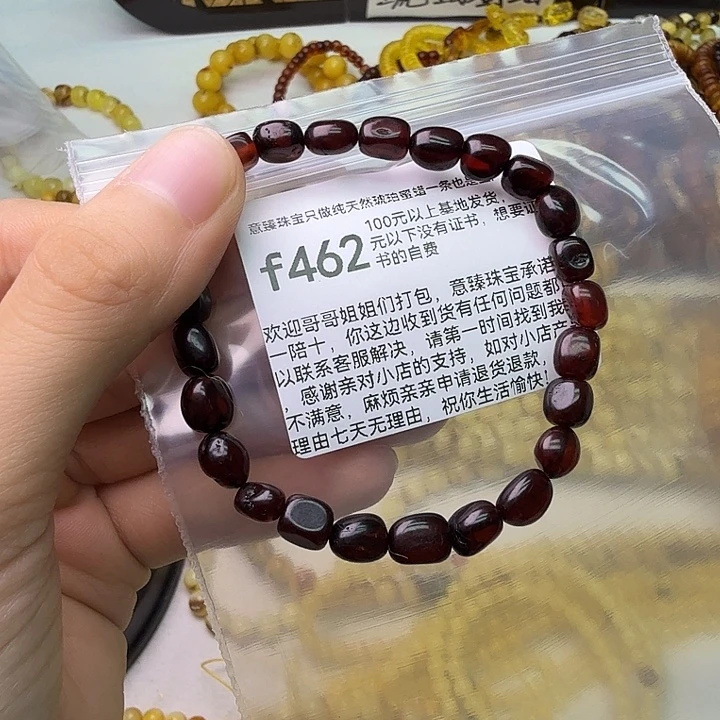 意臻珠宝只做纯天然琥珀蜜蜡一条也是
f462
100元以上基地发货，
元以下没有证书，想要证
书的自费
欢迎哥哥姐姐们打包，意臻珠宝承诺
一陪十，你这边收到货有任何问题都
以联系客服解决，请第一时间找到我
，感谢亲对小店的支持，如对小店产
不满意，麻烦亲亲申请退货退款，
理由七天无理由，祝你生活愉快！